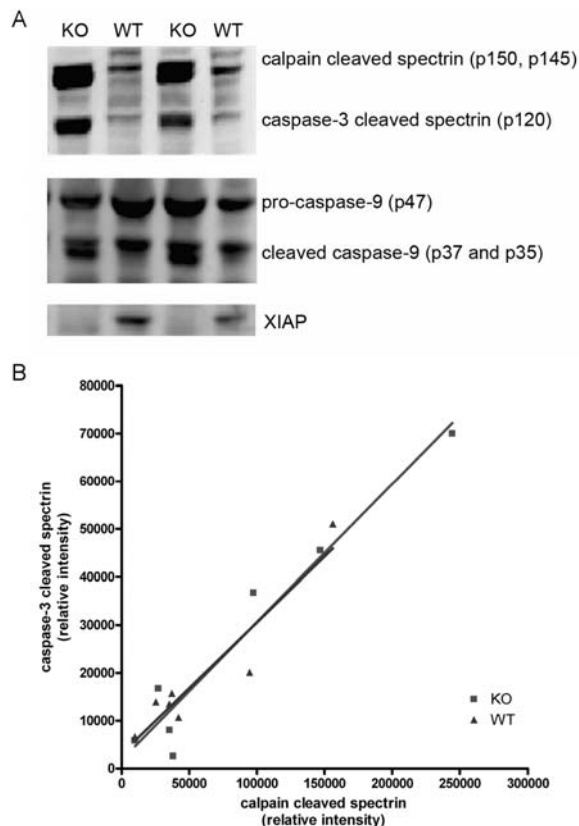 A
KO WT KO WT
calpain cleaved spectrin (p150, p145)
caspase-3 cleaved spectrin (p120)
pro-caspase-9 (p47)
cleaved caspase-9 (p37 and p35)
XIAP
B
80000
70000
60000
50000
40000
30000
20000
10000
0
caspase-3 cleaved spectrin
(relative intensity)
KO
WT
0 50000 100000 150000 200000 250000 300000
calpain cleaved spectrin
(relative intensity)